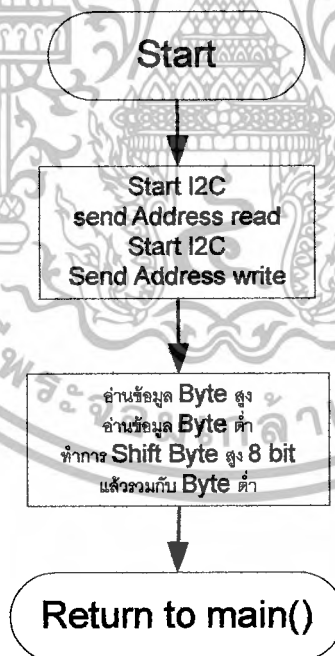 Start
Start I2C
send Address read
Start I2C
Send Address write
อ่านข้อมูล Byte สูง
อ่านข้อมูล Byte ต่ำ
ทำการ Shift Byte สูง 8 bit
แล้วรวมกับ Byte ต่ำ
Return to main()